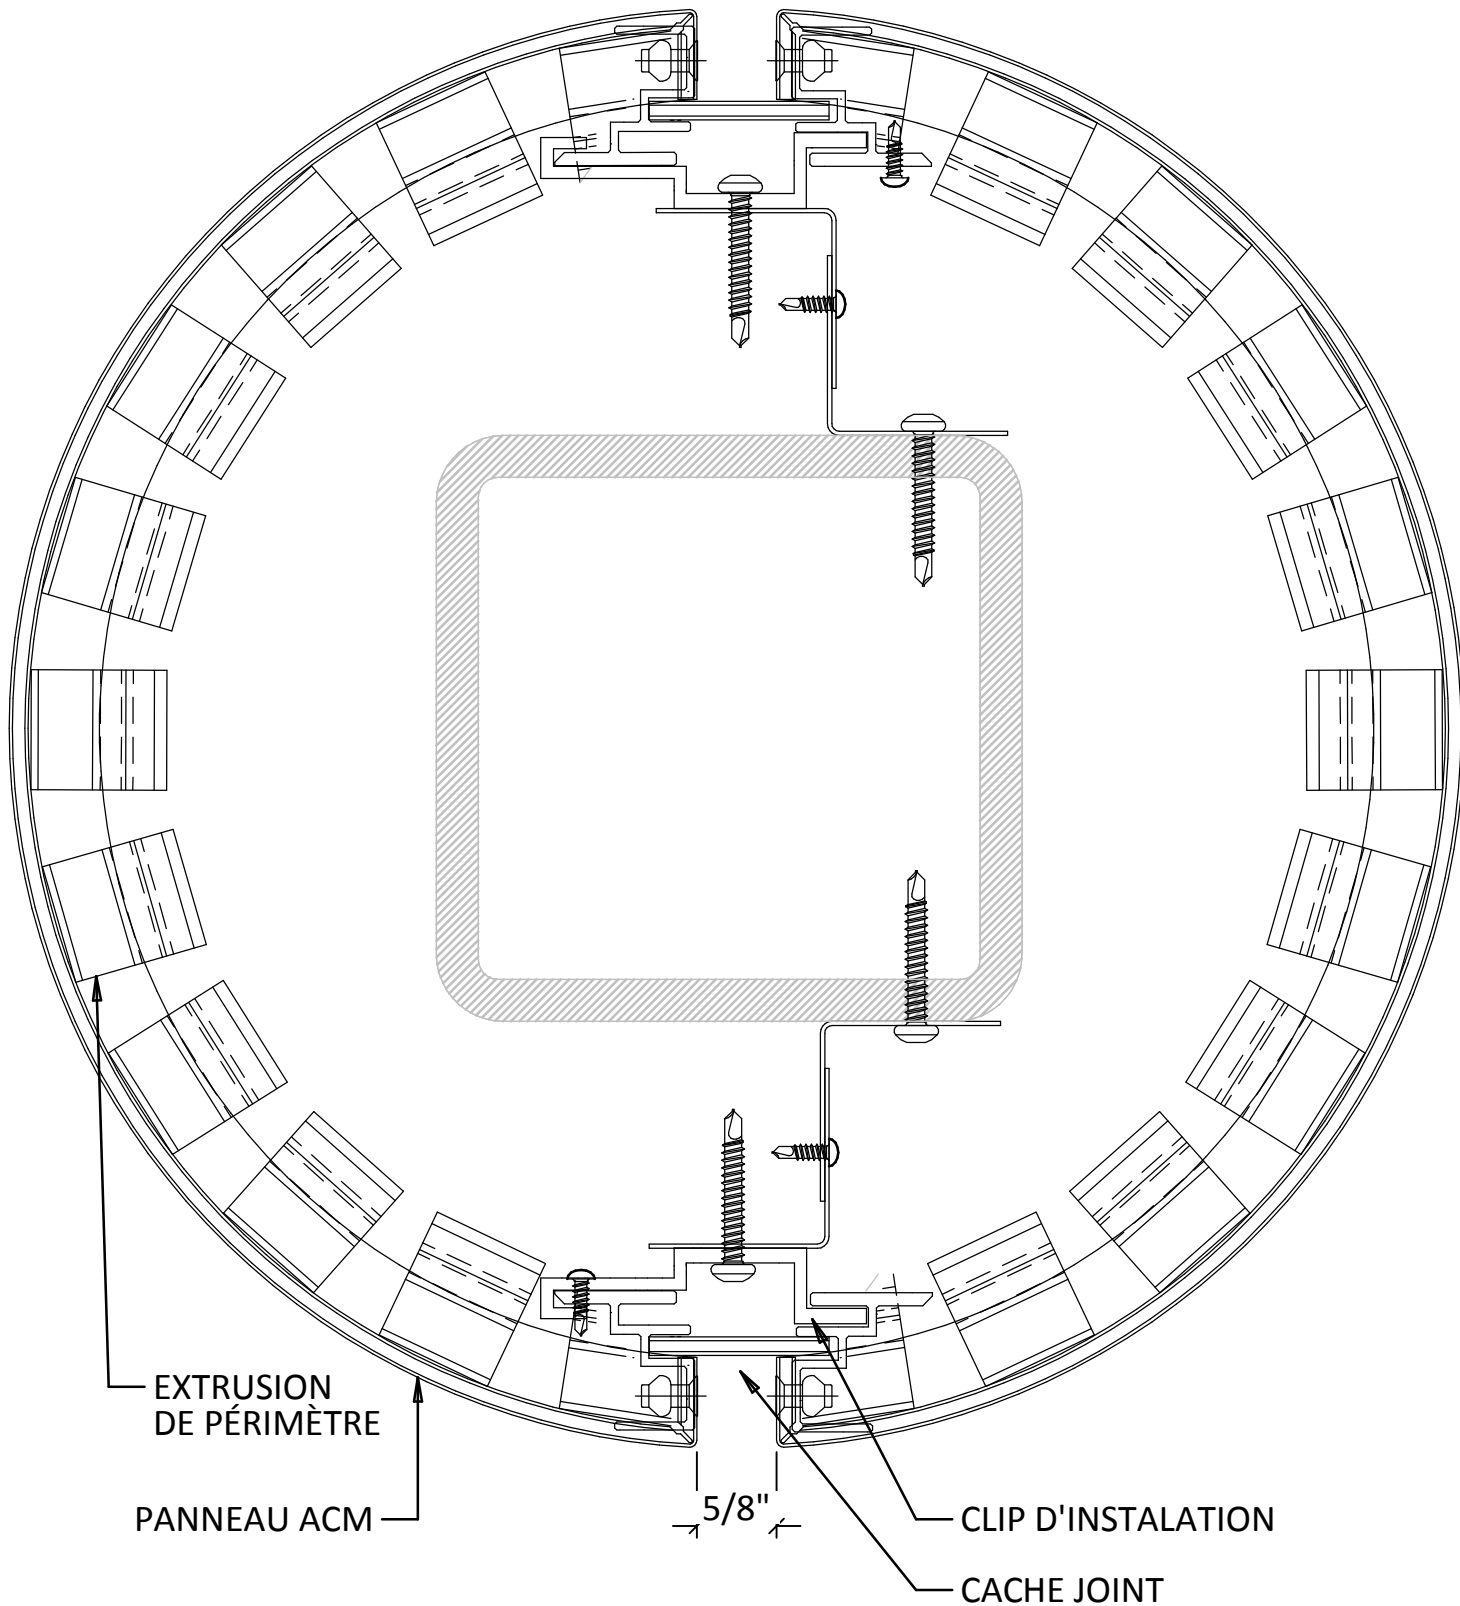 EXTRUSION
DE PÉRIMÈTRE
PANNEAU ACM
5/8"
CLIP D'INSTALATION
CACHE JOINT